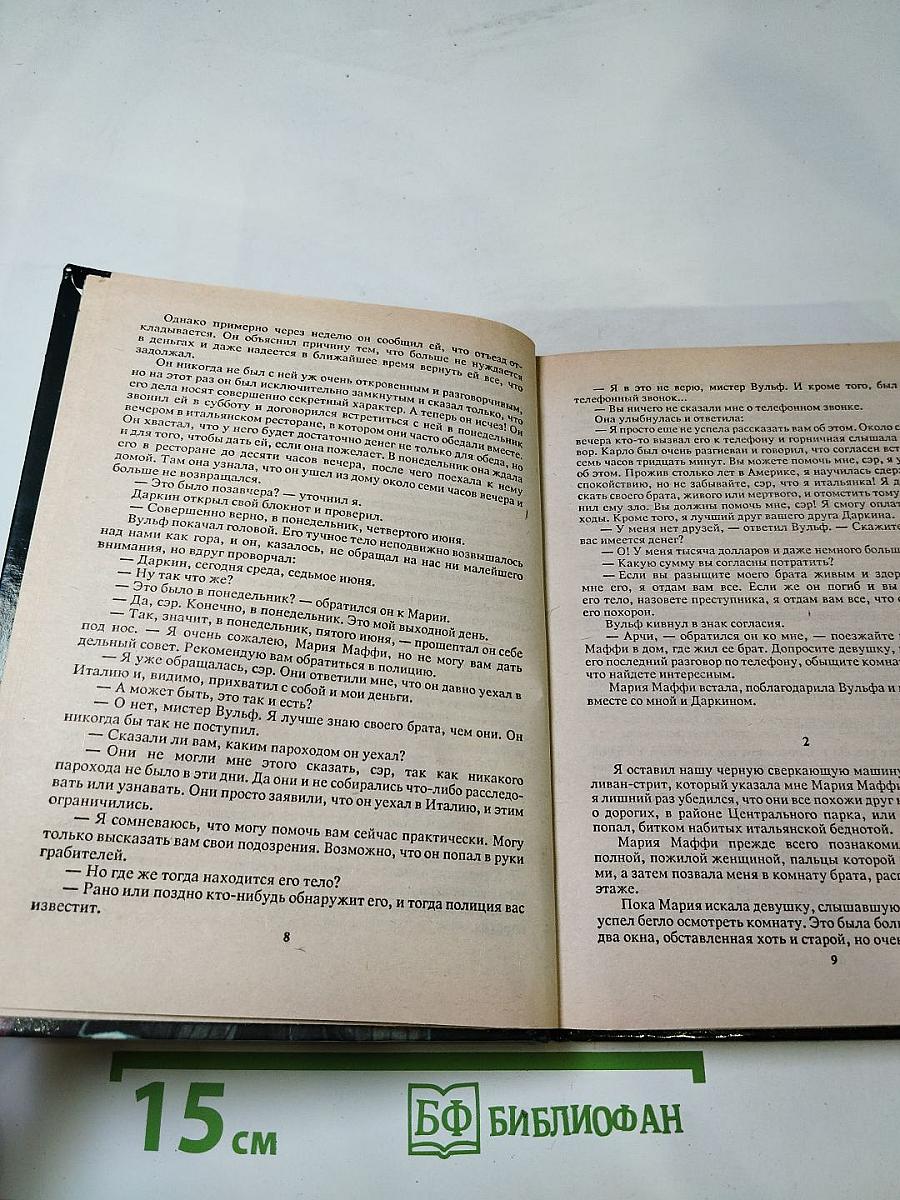 Однако примерно через неделю он сообщил ей, что отъезд от-
кладывается. Он объяснил причину тем, что больше не нуждается
в деньгах и даже надеется в ближайшее время вернуть ей все, что
задолжал.
Он никогда не был с ней уж очень откровенным и разговорчивым,
но на этот раз он был исключительно замкнутым и сказал только, что
его дела носят совершенно секретный характер. А теперь он исчез! Он
звонил ей в субботу и договорился встретиться с ней в понедельник
вечером в итальянском ресторане, в котором они часто обедали вместе.
Он хвастал, что у него будет достаточно денег не только для обеда, но
и для того, чтобы дать ей, если она пожелает. В понедельник она ждала
его в ресторане до десяти часов вечера, после чего поехала к нему
домой. Там она узнала, что он ушел из дому около семи часов вечера и
больше не возвращался.
— Это было позавчера? — уточнил я.
Даркин открыл свой блокнот и проверил.
— Совершенно верно, в понедельник, четвертого июня.
Вульф покачал головой. Его тучное тело неподвижно возвышалось
над нами как гора, и он, казалось, не обращал на нас ни малейшего
внимания, но вдруг проворчал:
— Даркин, сегодня среда, седьмое июня.
— Ну так что же?
— Это было в понедельник? — обратился он к Марии.
— Да, сэр. Конечно, в понедельник. Это мой выходной день.
— Так, значит, в понедельник, пятого июня, — прошептал он себе
под нос. — Я очень сожалею, Мария Маффи, но не могу вам дать
дельный совет. Рекомендую вам обратиться в полицию.
— Я уже обращалась, сэр. Они ответили мне, что он давно уехал в
Италию и, видимо, прихватил с собой и мои деньги.
— А может быть, это так и есть?
— О нет, мистер Вульф. Я лучше знаю своего брата, чем они. Он
никогда бы так не поступил.
— Сказали ли вам, каким пароходом он уехал?
— Они не могли мне этого сказать, сэр, так как никакого
парохода не было в эти дни. Да они и не собирались что-либо расследо-
вать или узнавать. Они просто заявили, что он уехал в Италию, и этим
ограничились.
— Я сомневаюсь, что могу помочь вам сейчас практически. Могу
только высказать вам свои подозрения. Возможно, что он попал в руки
грабителей.
— Но где же тогда находится его тело?
— Рано или поздно кто-нибудь обнаружит его, и тогда полиция вас
известит.
8
— Я в это не верю, мистер Вульф. И кроме того, был
телефонный звонок...
— Вы ничего не сказали мне о телефонном звонке.
Она улыбнулась и ответила:
— Я просто еще не успела рассказать вам об этом. Около с
вечера кто-то вызвал его к телефону и горничная слышала
вор. Карло был очень разгневан и говорил, что согласен вст
семь часов тридцать минут. Вы можете помочь мне, сэр, я у
об этом. Прожив столько лет в Америке, я научилась сдер
спокойствию, но не забывайте, сэр, что я итальянка! Я д
скать своего брата, живого или мертвого, и отомстить тому
нил ему зло. Вы должны помочь мне, сэр! Я смогу оплат
ходы. Кроме того, я лучший друг вашего друга Даркина.
— У меня нет друзей, — ответил Вульф. — Скажите
вас имеется денег?
— О! У меня тысяча долларов и даже немного больш
— Какую сумму вы согласны потратить?
— Если вы разыщите моего брата живым и здор
мне его, я отдам вам все. Если же он погиб и вы
его тело, назовете преступника, я отдам вам все, что
его похорон.
Вульф кивнул в знак согласия.
— Арчи, — обратился он ко мне, — поезжайте
Маффи в дом, где жил ее брат. Допросите девушку,
его последний разговор по телефону, обыщите комна
что найдете интересным.
Мария Маффи встала, поблагодарила Вульфа и
вместе со мной и Даркином.
2
Я оставил нашу черную сверкающую машину
ливан-стрит, который указала мне Мария Маффи
я лишний раз убедился, что они все похожи друг
о дорогих, в районе Центрального парка, или
попал, битком набитых итальянской беднотой.
Мария Маффи прежде всего познакоми
полной, пожилой женщиной, пальцы которой
ми, а затем позвала меня в комнату брата, расп
этаже.
Пока Мария искала девушку, слышавшую
успел бегло осмотреть комнату. Это была боль
два окна, обставленная хоть и старой, но очен
9
15 см
БФ БИБЛИОФАН